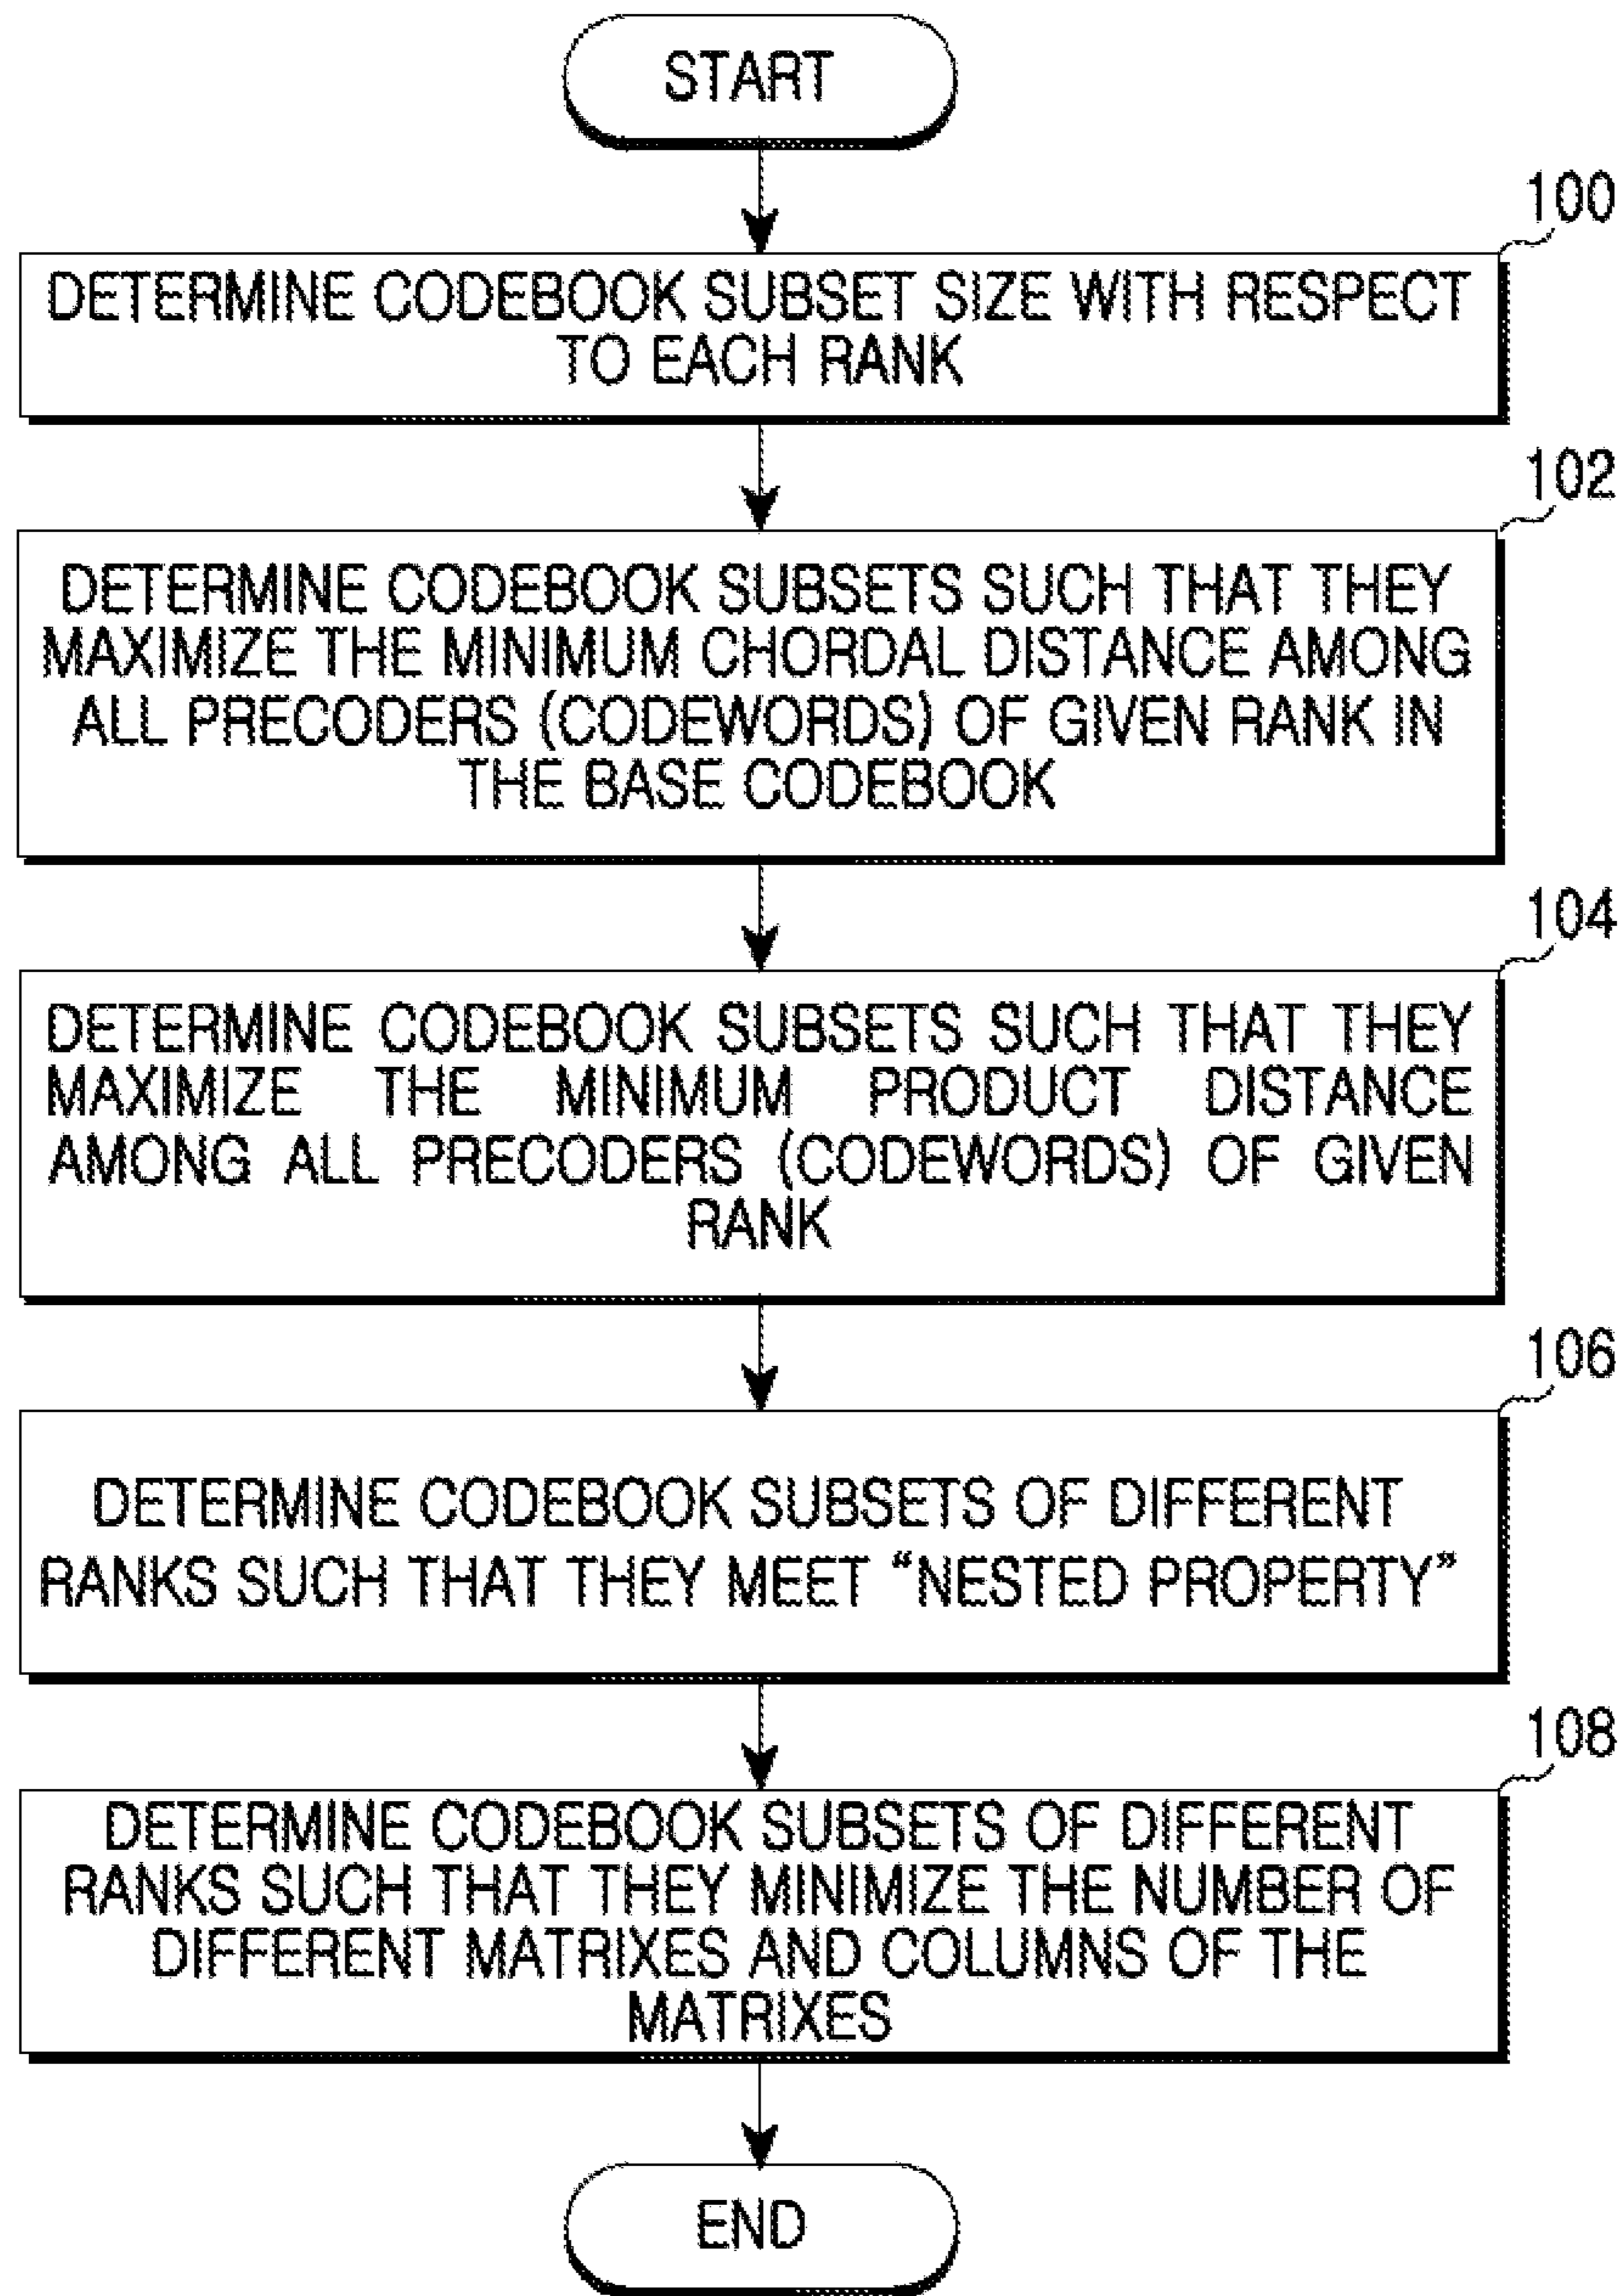 START
100
DETERMINE CODEBOOK SUBSET SIZE WITH RESPECT
TO EACH RANK
102
DETERMINE CODEBOOK SUBSETS SUCH THAT THEY
MAXIMIZE THE MINIMUM CHORDAL DISTANCE AMONG
ALL PRECODERS (CODEWORDS) OF GIVEN RANK IN
THE BASE CODEBOOK
104
DETERMINE CODEBOOK SUBSETS SUCH THAT THEY
MAXIMIZE THE MINIMUM PRODUCT DISTANCE
AMONG ALL PRECODERS (CODEWORDS) OF GIVEN
RANK
106
DETERMINE CODEBOOK SUBSETS OF DIFFERENT
RANKS SUCH THAT THEY MEET “NESTED PROPERTY”
108
DETERMINE CODEBOOK SUBSETS OF DIFFERENT
RANKS SUCH THAT THEY MINIMIZE THE NUMBER OF
DIFFERENT MATRIXES AND COLUMNS OF THE
MATRIXES
END